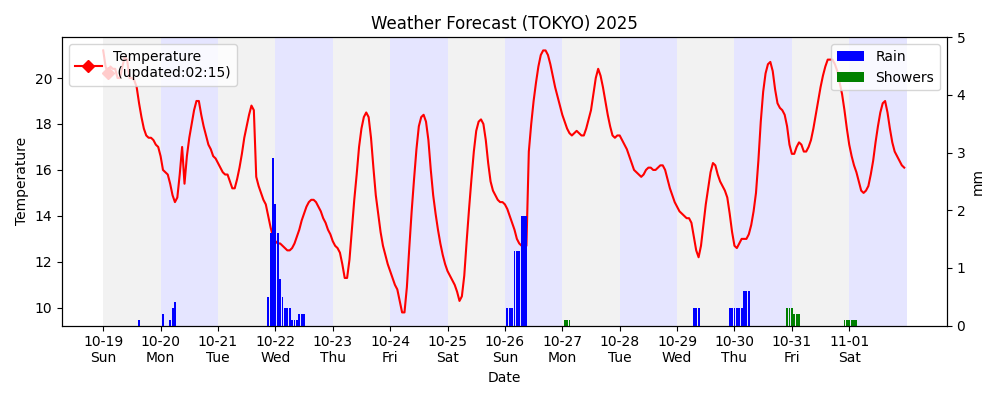 Weather Forecast (TOKYO) 2025
Temperature
(updated:02:15)
Rain
Showers
Temperature
20
18
16
14
12
10
5
4
3
2
1
0
mm
10-19 10-20 10-21 10-22 10-23 10-24 10-25 10-26 10-27 10-28 10-29 10-30 10-31 11-01
Sun Mon Tue Wed Thu Fri Sat Sun Mon Tue Wed Thu Fri Sat
Date